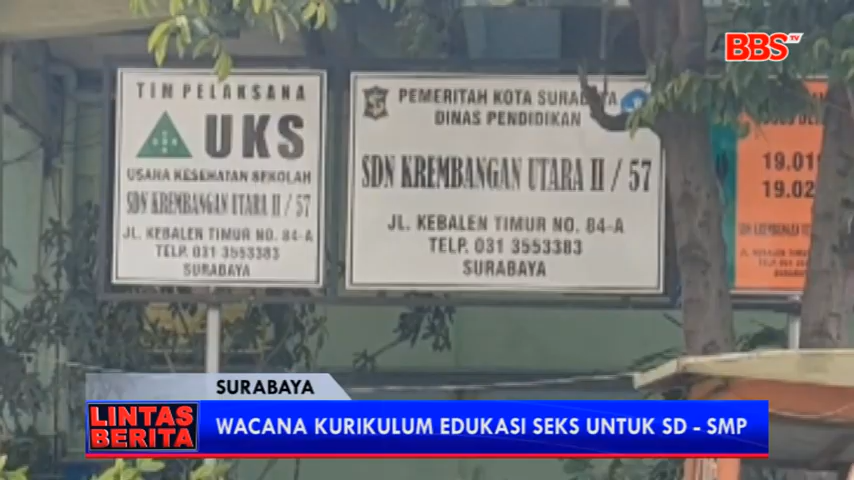 BBS TV
TIM PELAKSANA
UKS
USAHA KESEHATAN SEKOLAH
SDN KREMBANGAN UTARA II / 57
JL. KEBALEN TIMUR NO. 84-A
TELP. 031 3553383
SURABAYA
PEMERITAH KOTA SURABAYA
DINAS PENDIDIKAN
SDN KREMBANGAN UTARA II / 57
JL. KEBALEN TIMUR NO. 84-A
TELP. 031 3553383
SURABAYA
19.01
19.02
SURABAYA
LINTAS
BERITA
WACANA KURIKULUM EDUKASI SEKS UNTUK SD - SMP